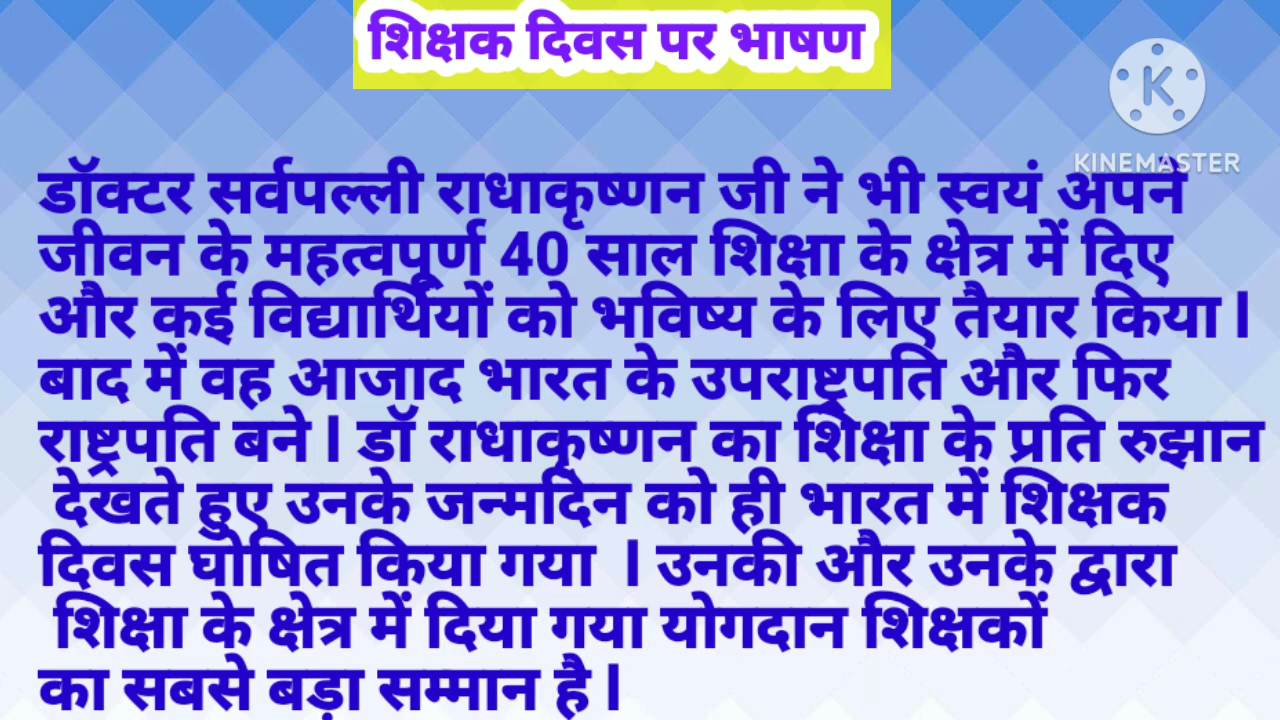 शिक्षक दिवस पर भाषण
KINEMASTER
डॉक्टर सर्वपल्ली राधाकृष्णन जी ने भी स्वयं अपने
जीवन के महत्वपूर्ण 40 साल शिक्षा के क्षेत्र में दिए
और कई विद्यार्थियों को भविष्य के लिए तैयार किया l
बाद में वह आजाद भारत के उपराष्ट्रपति और फिर
राष्ट्रपति बने l डॉ राधाकृष्णन का शिक्षा के प्रति रुझान
देखते हुए उनके जन्मदिन को ही भारत में शिक्षक
दिवस घोषित किया गया l उनकी और उनके द्वारा
शिक्षा के क्षेत्र में दिया गया योगदान शिक्षकों
का सबसे बड़ा सम्मान है l